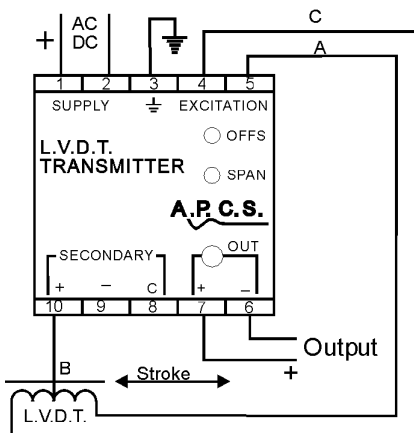 C
AC
DC
+
A
1 2 3 4 5
SUPPLY EXCITATION
OFFS
L.V.D.T.
TRANSMITTER
SPAN
A.P.C.S.
SECONDARY OUT
+ – C + –
10 9 8 7 6
Output
+
B
Stroke
L.V.D.T.